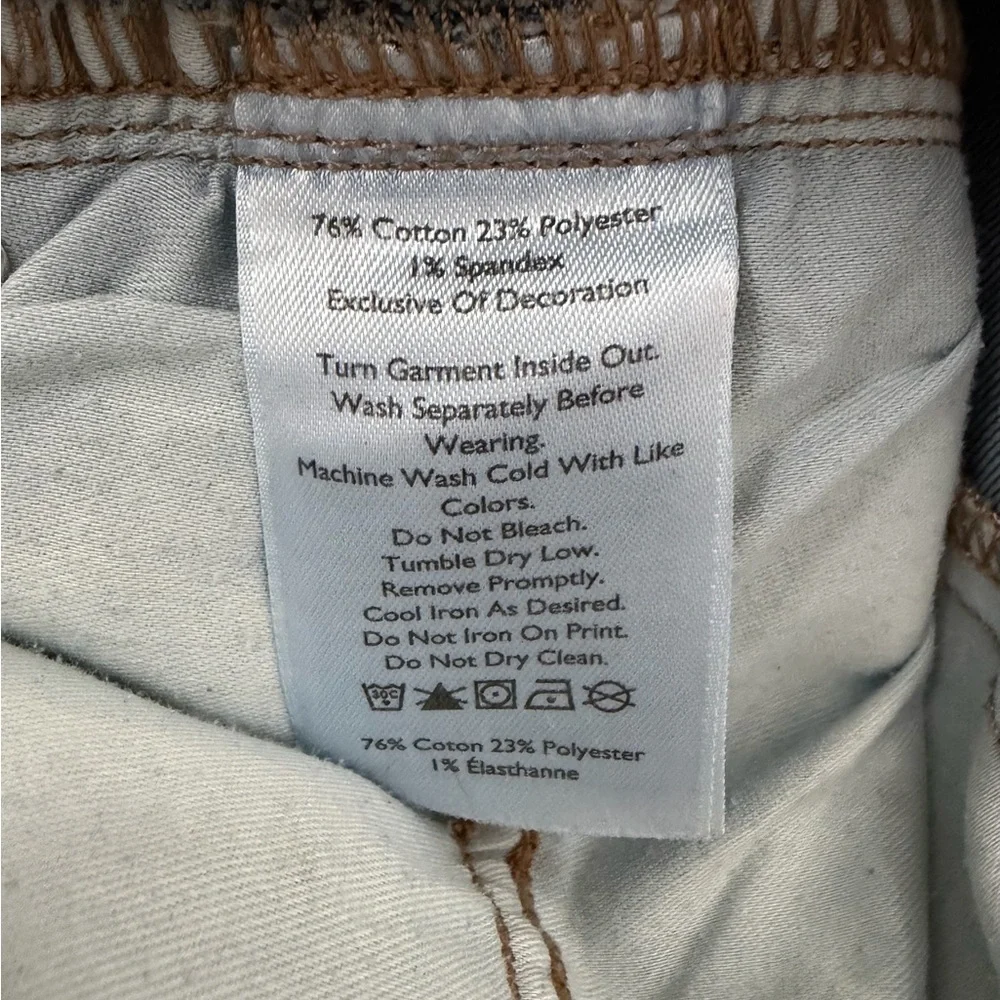 76% Cotton 23% Polyester
1% Spandex
Exclusive Of Decoration
Turn Garment Inside Out.
Wash Separately Before
Wearing.
Machine Wash Cold With Like
Colors.
Do Not Bleach.
Tumble Dry Low.
Remove Promptly.
Cool Iron As Desired.
Do Not Iron On Print.
Do Not Dry Clean.
30C
76% Coton 23% Polyester
1% Élasthanne